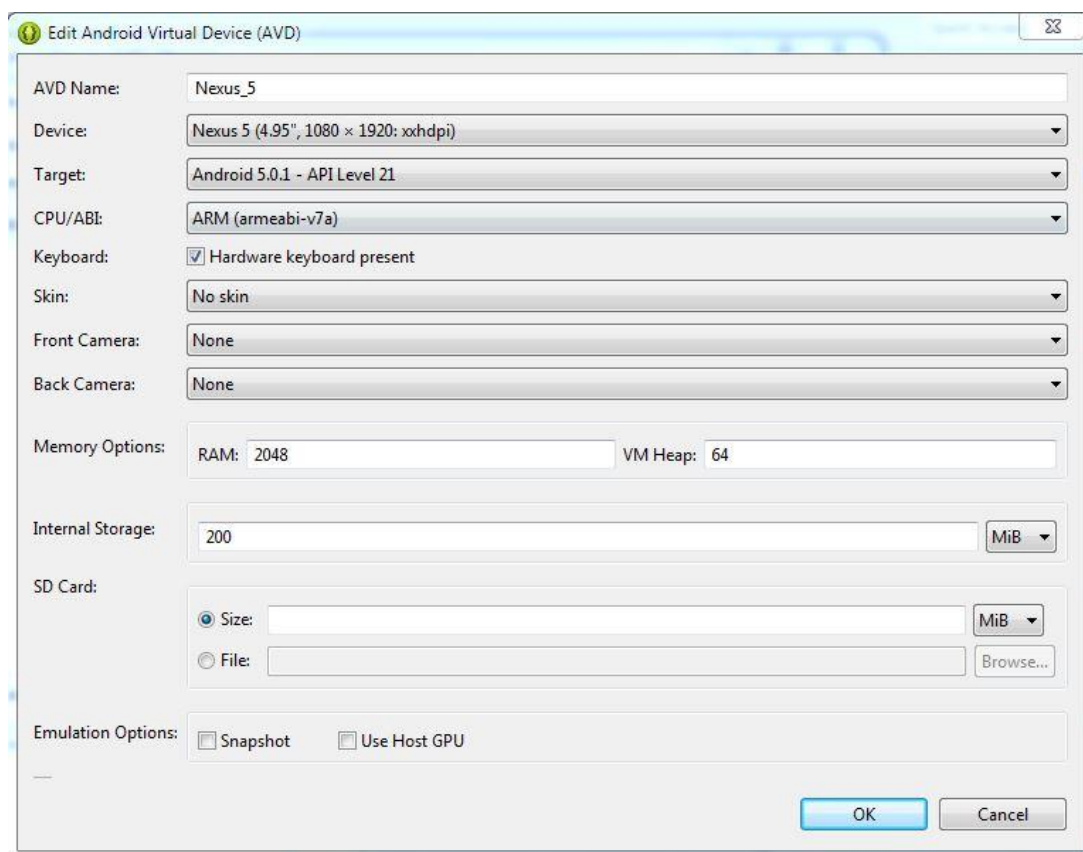 Edit Android Virtual Device (AVD)
AVD Name: Nexus_5
Device: Nexus 5 (4.95", 1080 × 1920: xxhdpi)
Target: Android 5.0.1 - API Level 21
CPU/ABI: ARM (armeabi-v7a)
Keyboard: Hardware keyboard present
Skin: No skin
Front Camera: None
Back Camera: None
Memory Options: RAM: 2048 VM Heap: 64
Internal Storage: 200 MiB
SD Card:
Size: MiB
File: Browse...
Emulation Options: Snapshot Use Host GPU
OK Cancel